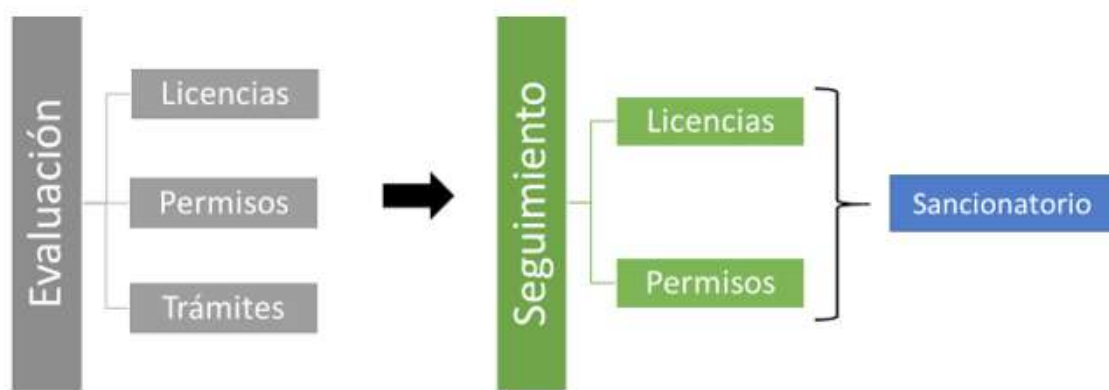 Evaluación
Licencias
Permisos
Trámites
Seguimiento
Licencias
Permisos
Sancionatorio